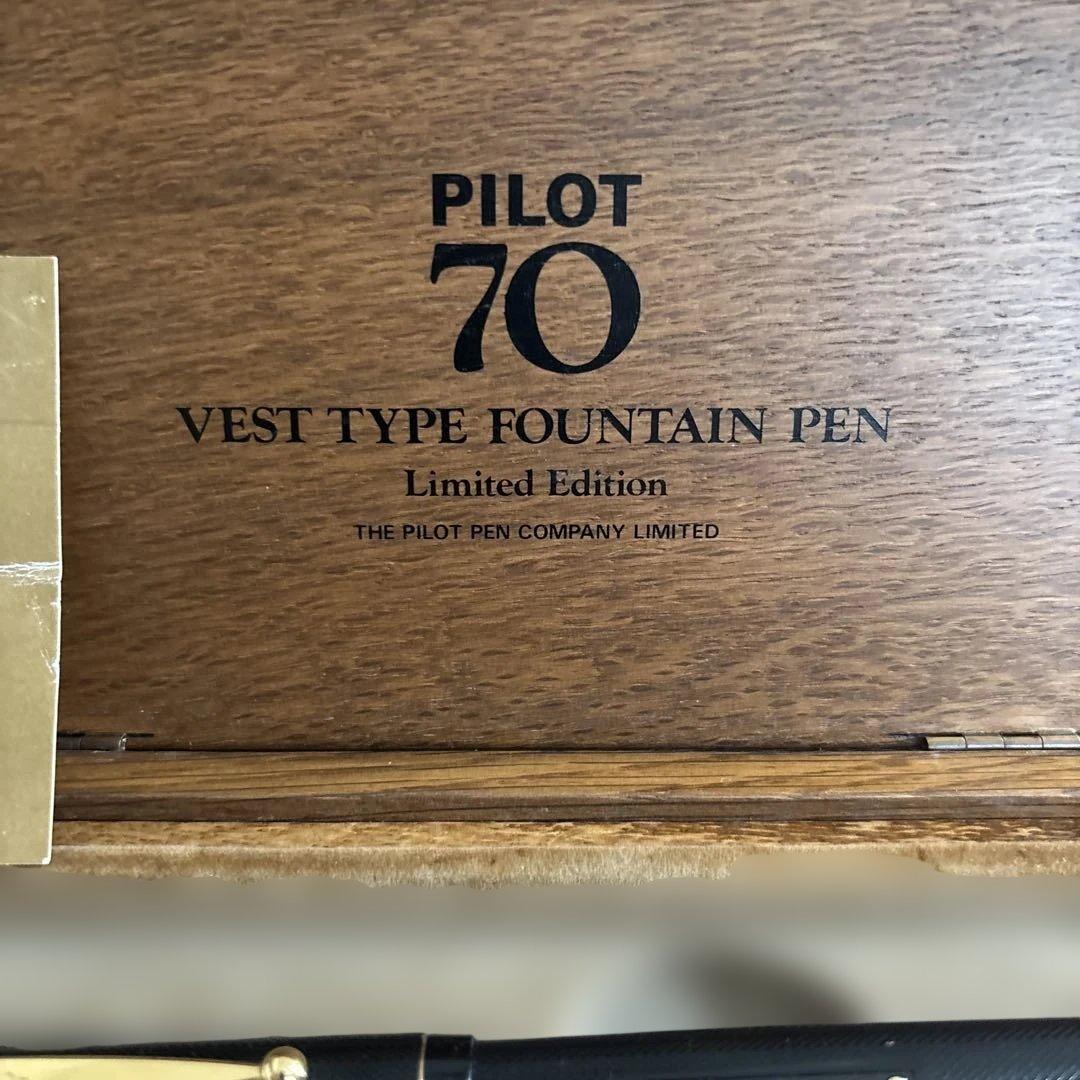 PILOT
70
VEST TYPE FOUNTAIN PEN
Limited Edition
THE PILOT PEN COMPANY LIMITED